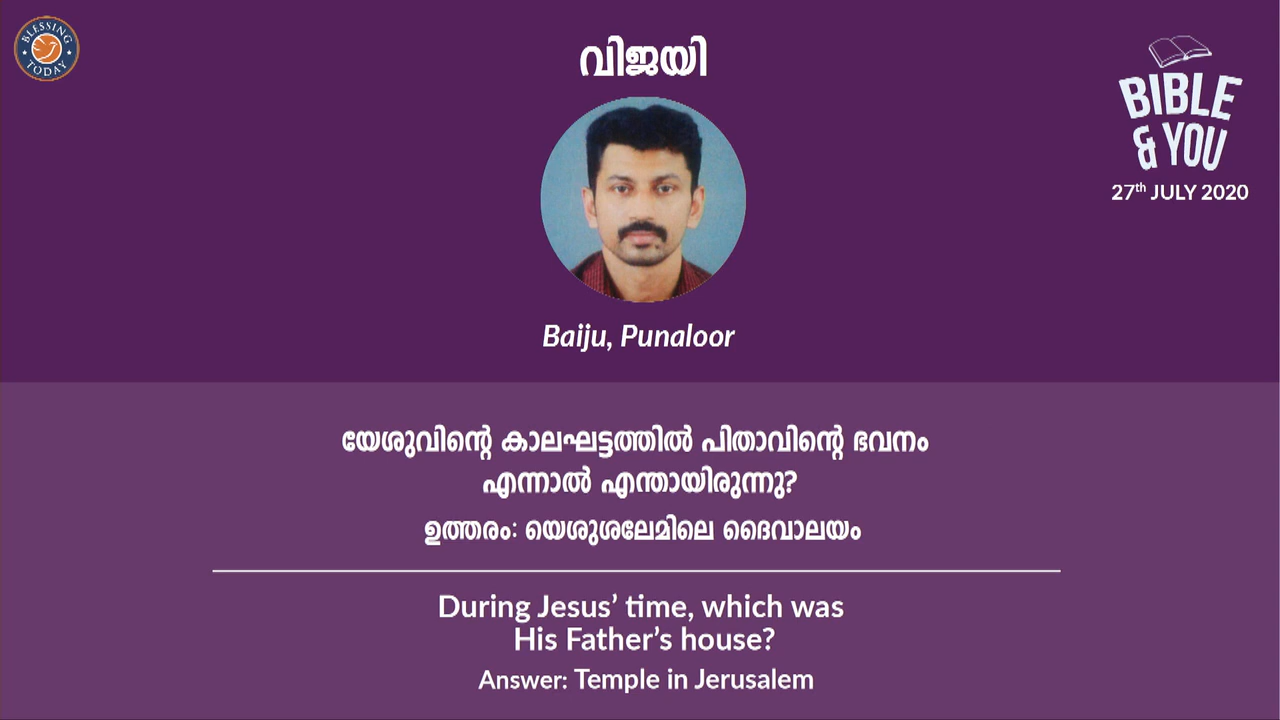 BLESSING
TODAY
വിജയി
BIBLE
& YOU
27th JULY 2020
Baiju, Punaloor
യേശുവിന്റെ കാലഘട്ടത്തിൽ പിതാവിന്റെ ഭവനം
എന്നാൽ എന്തായിരുന്നു?
ഉത്തരം: യെശുശലേമിലെ ദൈവാലയം
During Jesus’ time, which was
His Father’s house?
Answer: Temple in Jerusalem